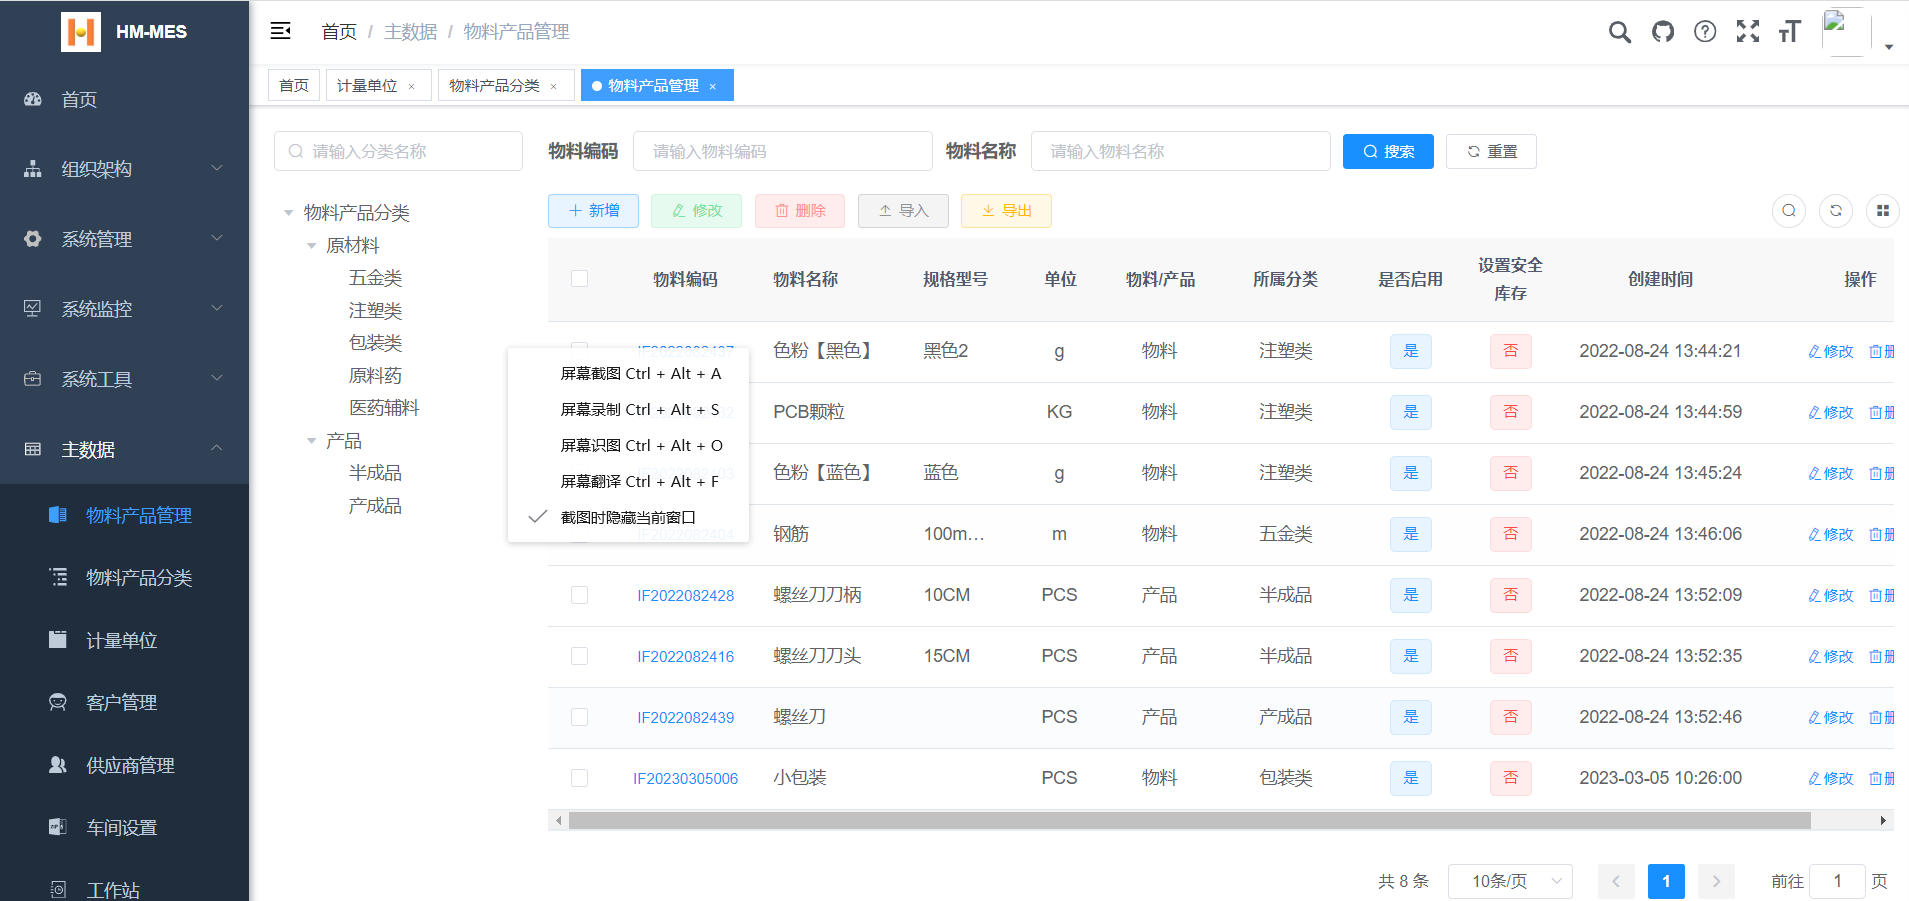 HM-MES
首页
组织架构
系统管理
系统监控
系统工具
主数据
物料产品管理
物料产品分类
计量单位
客户管理
供应商管理
车间设置
工作站
首页 / 主数据 / 物料产品管理
首页 计量单位 × 物料产品分类 × 物料产品管理 ×
请输入分类名称
物料产品分类
原材料
五金类
注塑类
包装类
原料药
医药辅料
产品
半成品
产成品
物料编码 请输入物料编码 物料名称 请输入物料名称 搜索 重置
新增 修改 删除 导入 导出
物料编码 物料名称 规格型号 单位 物料/产品 所属分类 是否启用 设置安全库存 创建时间 操作
IF2022082437 色粉【黑色】 黑色2 g 物料 注塑类 是 否 2022-08-24 13:44:21 修改 删
PCB颗粒 KG 物料 注塑类 是 否 2022-08-24 13:44:59 修改 删
色粉【蓝色】 蓝色 g 物料 注塑类 是 否 2022-08-24 13:45:24 修改 删
IF2022082404 钢筋 100m... m 物料 五金类 是 否 2022-08-24 13:46:06 修改 删
IF2022082428 螺丝刀刀柄 10CM PCS 产品 半成品 是 否 2022-08-24 13:52:09 修改 删
IF2022082416 螺丝刀刀头 15CM PCS 产品 半成品 是 否 2022-08-24 13:52:35 修改 删
IF2022082439 螺丝刀 PCS 产品 产成品 是 否 2022-08-24 13:52:46 修改 删
IF20230305006 小包装 PCS 物料 包装类 是 否 2023-03-05 10:26:00 修改 删
屏幕截图 Ctrl + Alt + A
屏幕录制 Ctrl + Alt + S
屏幕识图 Ctrl + Alt + O
屏幕翻译 Ctrl + Alt + F
截图时隐藏当前窗口
共 8 条 10条/页 1 前往 1 页